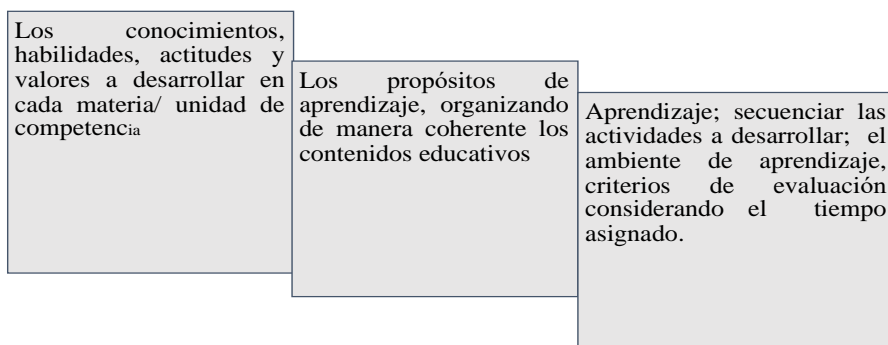 Los conocimientos,
habilidades, actitudes y
valores a desarrollar en
cada materia/ unidad de
competencia
Los propósitos de
aprendizaje, organizando
de manera coherente los
contenidos educativos
Aprendizaje; secuenciar las
actividades a desarrollar; el
ambiente de aprendizaje,
criterios de evaluación
considerando el tiempo
asignado.